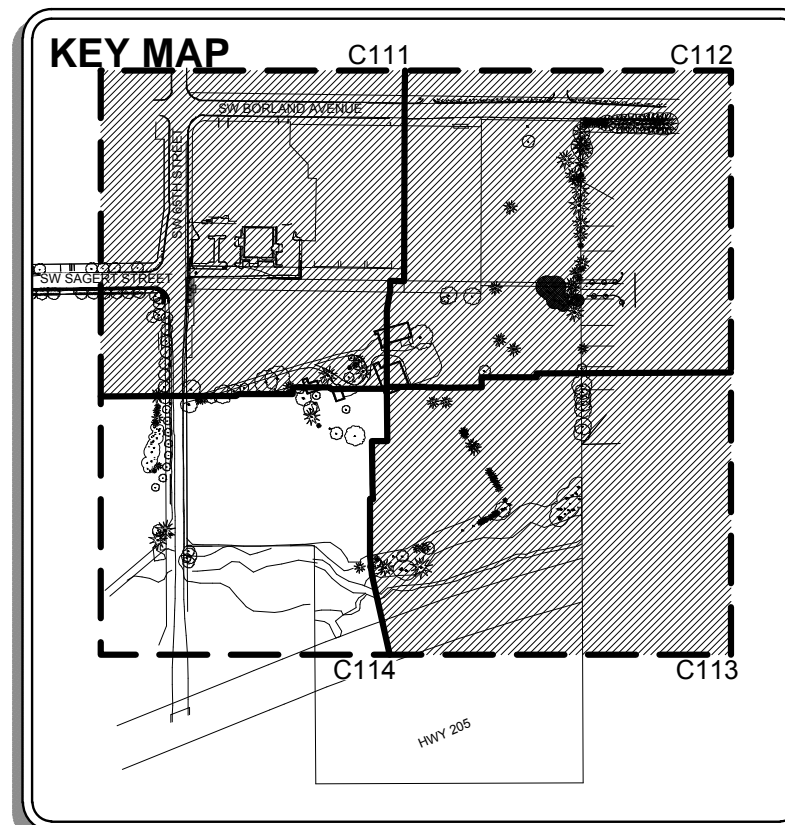 KEY MAP
C111
C112
SW BORLAND AVENUE
SW 65TH STREET
SW SAGERT STREET
C114
C113
HWY 205